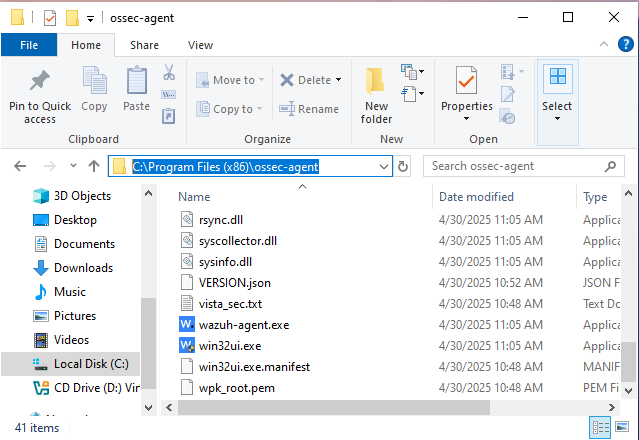 ossec-agent
File Home Share View
Pin to Quick access
Copy
Paste
Move to
Copy to
Delete
Rename
New folder
Properties
Select
Clipboard Organize New Open
C:\Program Files (x86)\ossec-agent
Search ossec-agent
3D Objects
Desktop
Documents
Downloads
Music
Pictures
Videos
Local Disk (C:)
CD Drive (D:) Vir
Name Date modified Type
rsync.dll 4/30/2025 11:05 AM Applica
syscollector.dll 4/30/2025 11:05 AM Applica
sysinfo.dll 4/30/2025 11:05 AM Applica
VERSION.json 4/30/2025 10:52 AM JSON F
vista_sec.txt 4/30/2025 10:48 AM Text Do
wazuh-agent.exe 4/30/2025 11:05 AM Applica
win32ui.exe 4/30/2025 11:05 AM Applica
win32ui.exe.manifest 4/30/2025 10:48 AM MANIF
wpk_root.pem 4/30/2025 10:48 AM PEM Fi
41 items